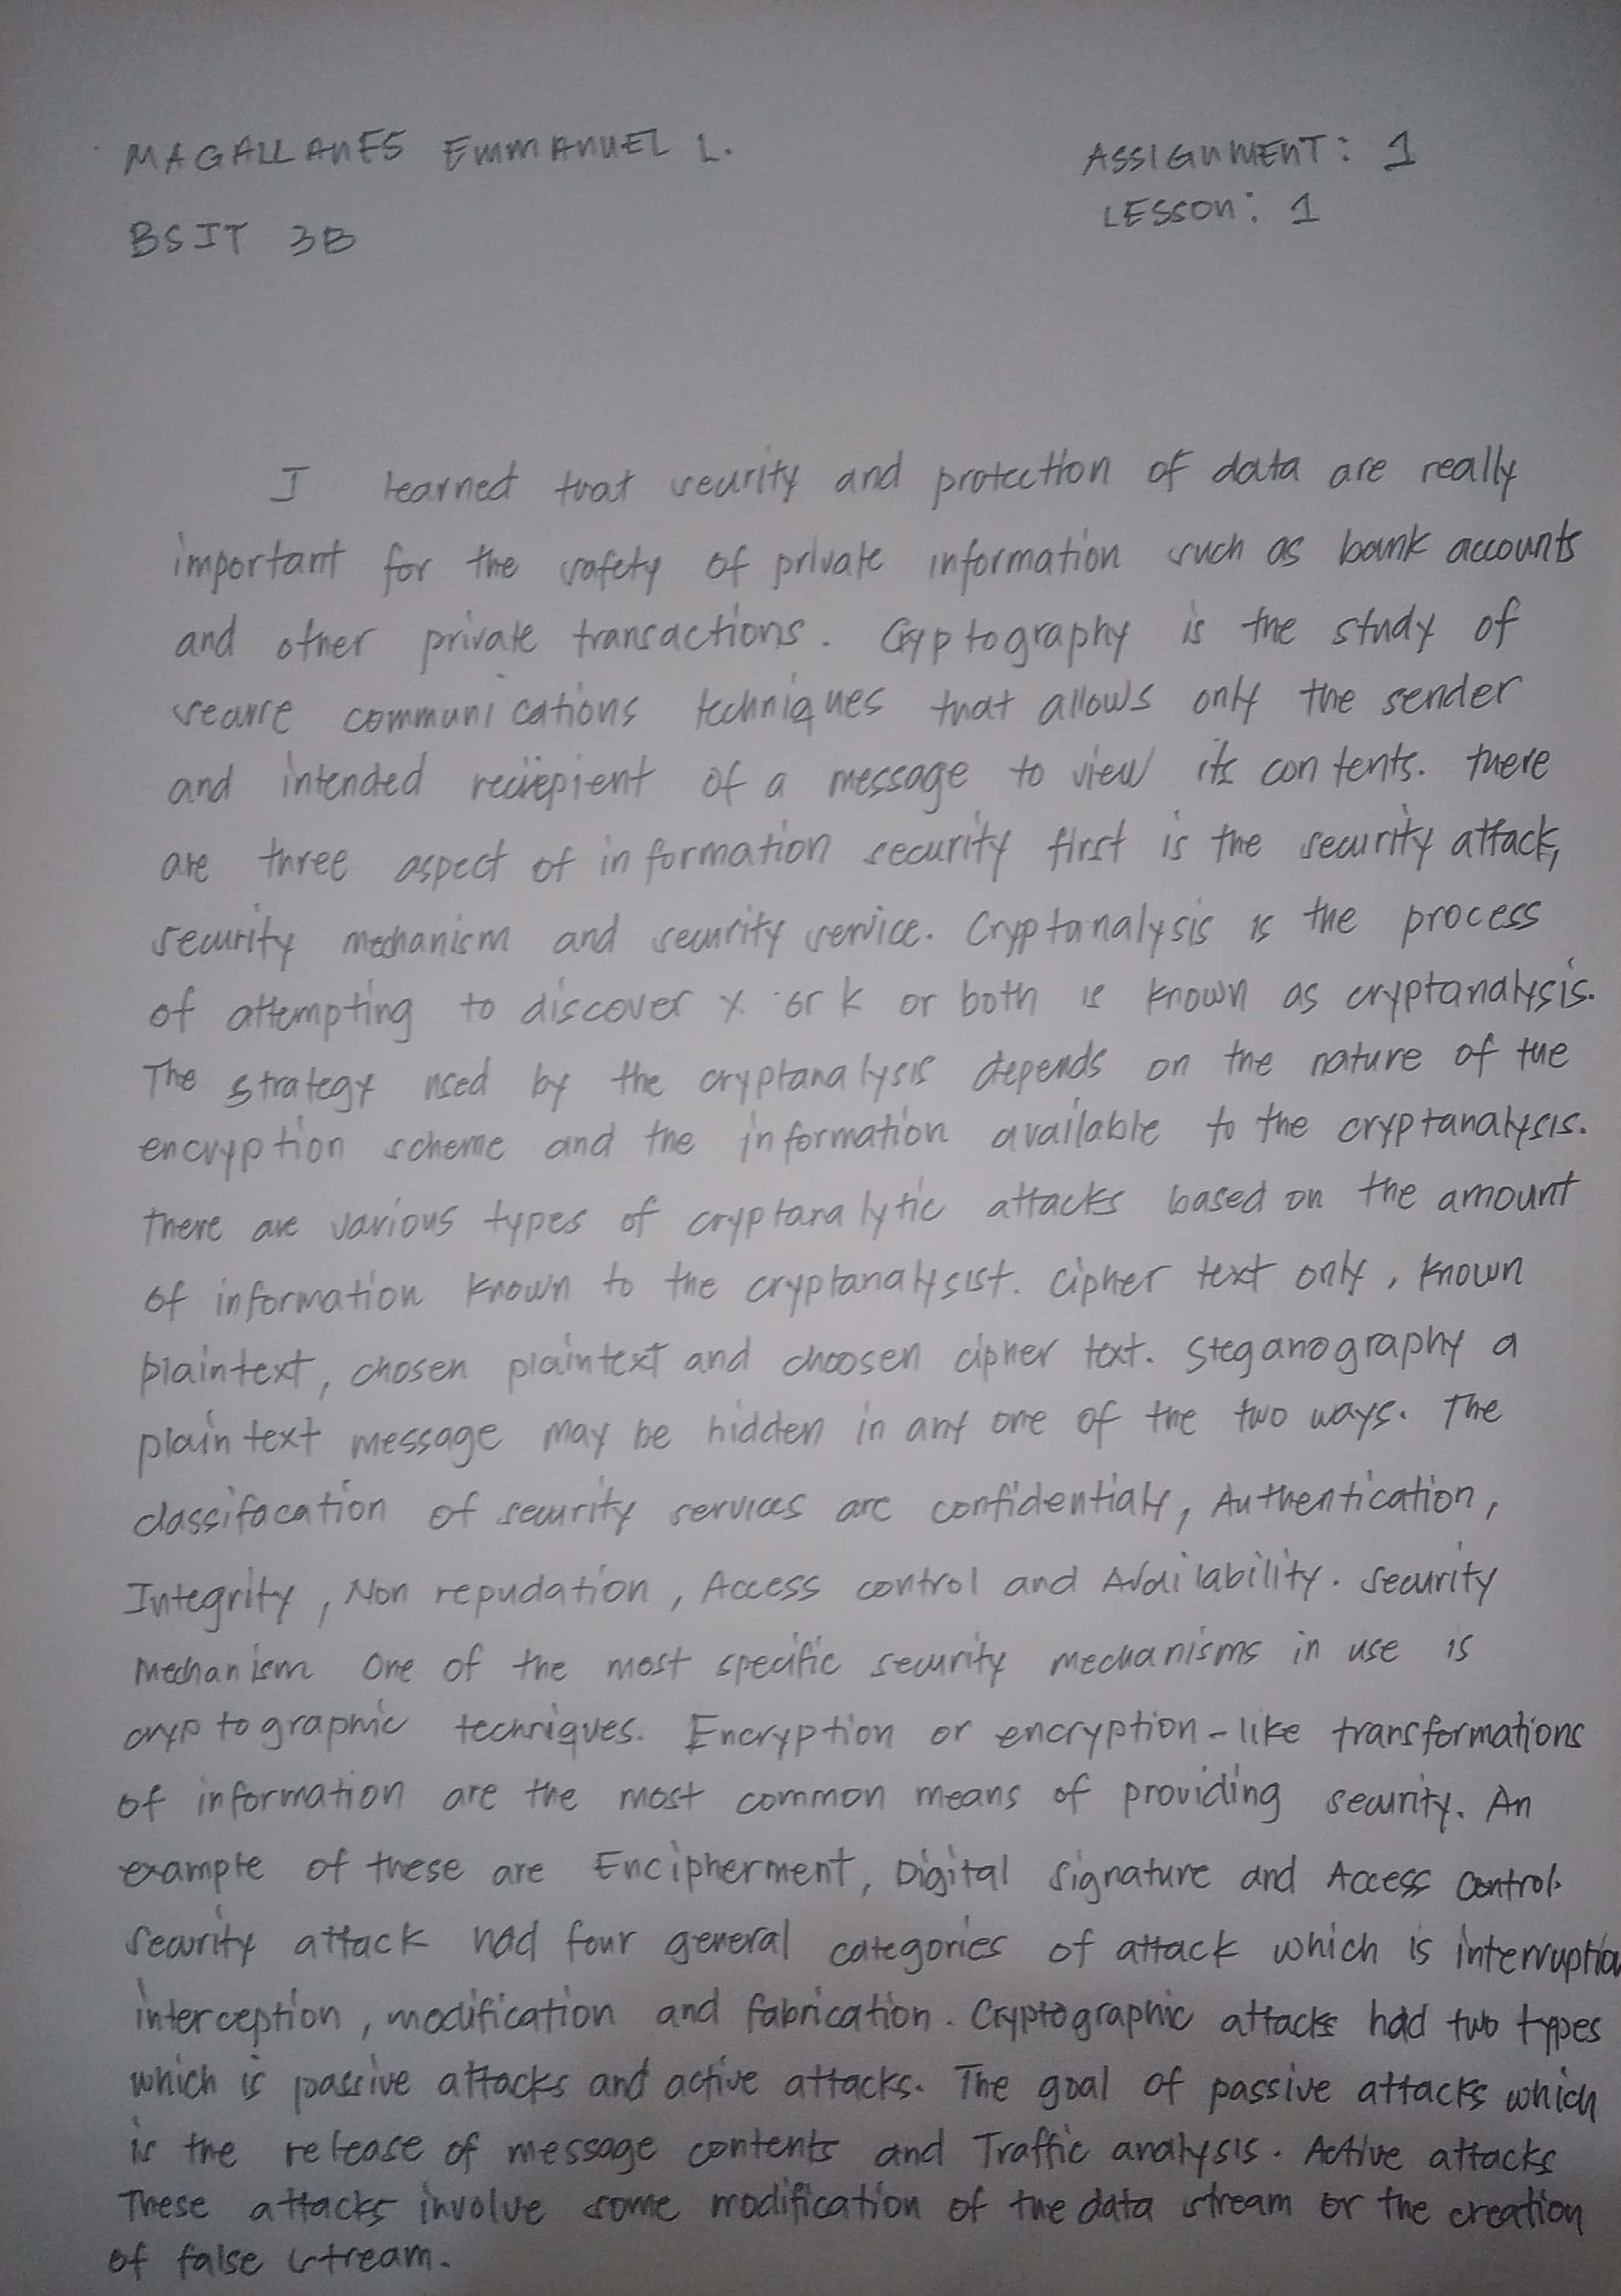 MAGALLANES EMMANUEL L.
ASSIGNMENT: 1
BSIT 3B
LESSON: 1
I learned that security and protection of data are really
important for the safety of private information such as bank accounts
and other private transactions. Cryptography is the study of
secure communications techniques that allows only the sender
and intended reciepient of a message to view its contents. there
are three aspect of information security first is the security attack,
security mechanism and security service. Cryptanalysis is the process
of attempting to discover X or K or both is known as cryptanalysis.
The strategy used by the cryptanalysis depends on the nature of the
encryption scheme and the information available to the cryptanalysis.
There are various types of cryptanalytic attacks based on the amount
of information known to the cryptanalysist. Cipher text only, known
plaintext, chosen plaintext and choosen cipher text. Steganography a
plain text message may be hidden in any one of the two ways. The
classifacation of security services are confidentialy, Authentication,
Integrity, Non repudation, Access control and Availability. Security
mechanism One of the most specific security mechanisms in use is
cryptographic techniques. Encryption or encryption-like transformations
of information are the most common means of providing security. An
example of these are Encipherment, Digital Signature and Access Control.
Security attack had four general categories of attack which is interruption
interception, modification and fabrication. Cryptographic attacks had two types
which is passive attacks and active attacks. The goal of passive attacks which
is the release of message contents and Traffic analysis. Active attacks
These attacks involve some modification of the data stream or the creation
of false stream.